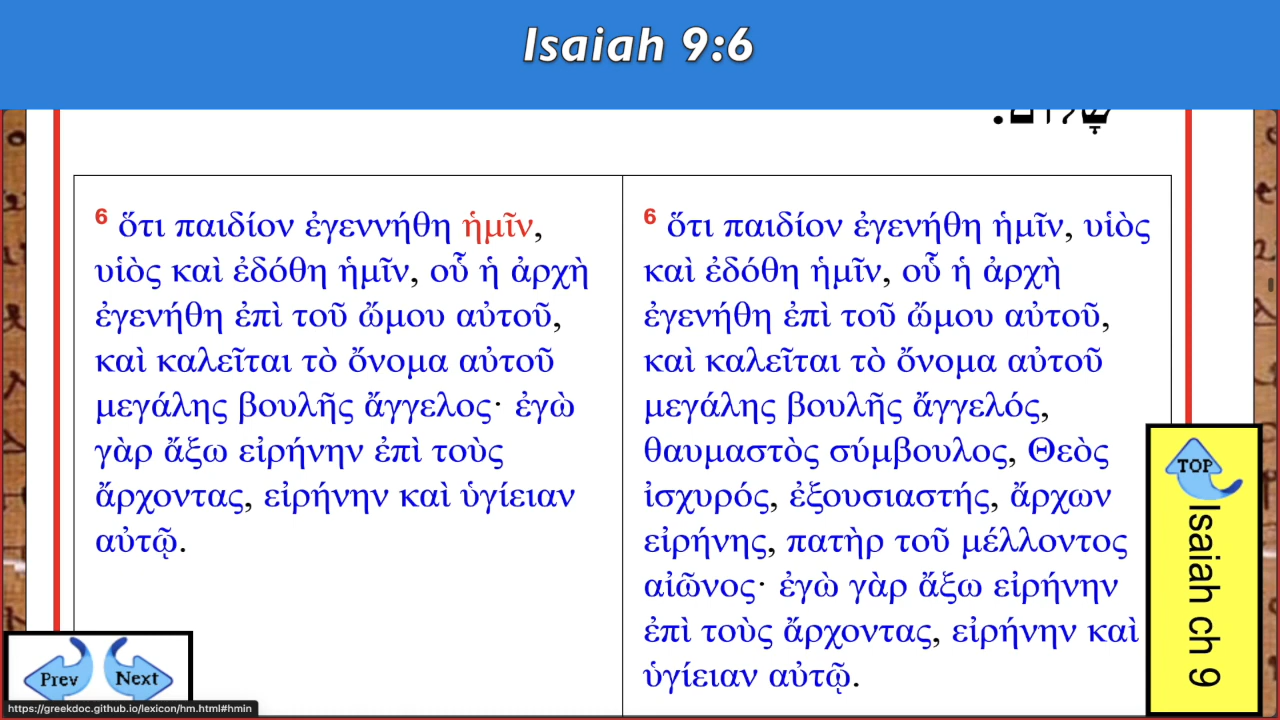 Isaiah 9:6
שָׁלוֹם.
6 ὅτι παιδίον ἐγεννήθη ἡμῖν,
υἱὸς καὶ ἐδόθη ἡμῖν, οὗ ἡ ἀρχὴ
ἐγενήθη ἐπὶ τοῦ ὤμου αὐτοῦ,
καὶ καλεῖται τὸ ὄνομα αὐτοῦ
μεγάλης βουλῆς ἄγγελος· ἐγὼ
γὰρ ἄξω εἰρήνην ἐπὶ τοὺς
ἄρχοντας, εἰρήνην καὶ ὑγίειαν
αὐτῷ.
6 ὅτι παιδίον ἐγενήθη ἡμῖν, υἱὸς
καὶ ἐδόθη ἡμῖν, οὗ ἡ ἀρχὴ
ἐγενήθη ἐπὶ τοῦ ὤμου αὐτοῦ,
καὶ καλεῖται τὸ ὄνομα αὐτοῦ
μεγάλης βουλῆς ἄγγελός,
θαυμαστὸς σύμβουλος, Θεὸς
ἰσχυρός, ἐξουσιαστής, ἄρχων
εἰρήνης, πατὴρ τοῦ μέλλοντος
αἰῶνος· ἐγὼ γὰρ ἄξω εἰρήνην
ἐπὶ τοὺς ἄρχοντας, εἰρήνην καὶ
ὑγίειαν αὐτῷ.
TOP
Isaiah ch 9
Prev
Next
https://greekdoc.github.io/lexicon/hm.html#hmin